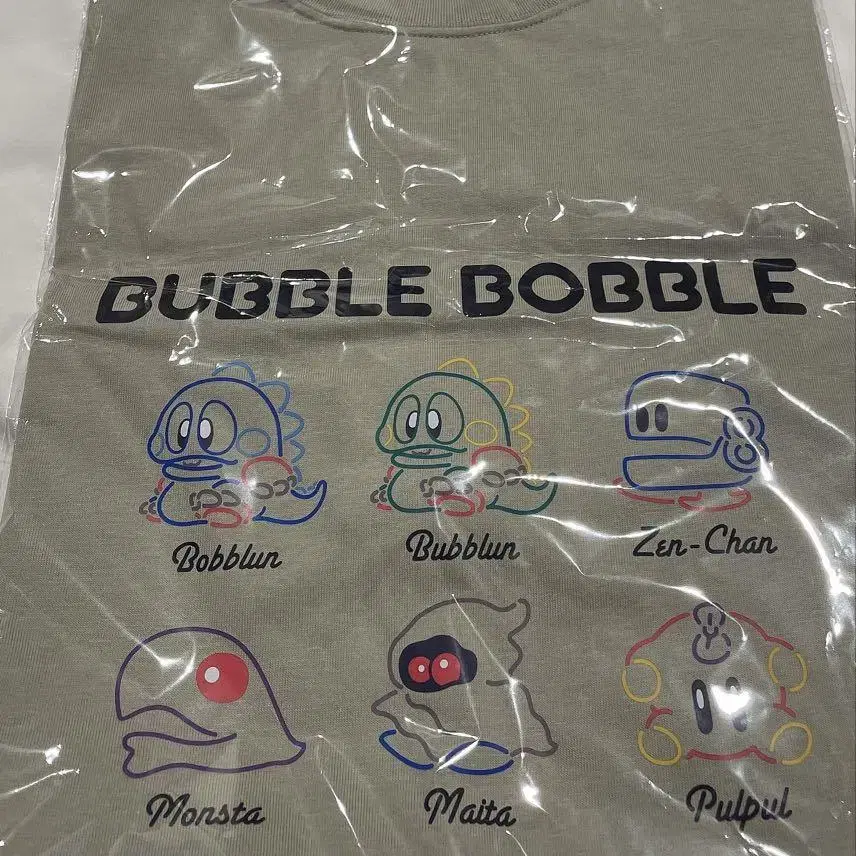 BUBBLE BOBBLE
Bobblun Bubblun Zen-Chan
Monsta Maita Pulpul